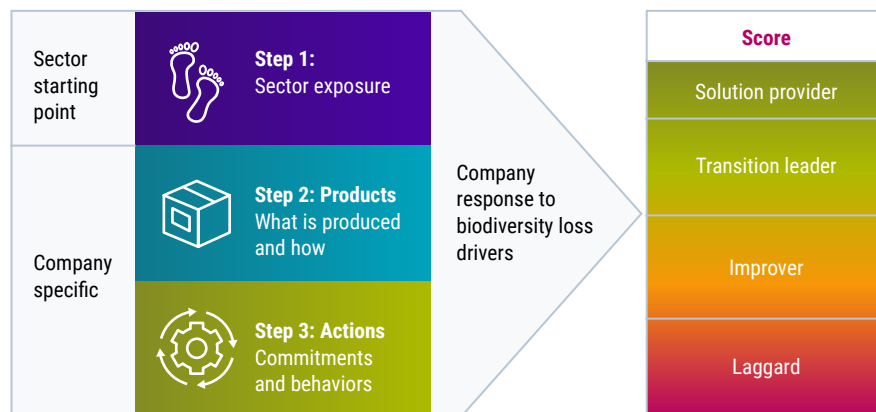 Sector
starting
point
Step 1:
Sector exposure
Company
specific
Step 2: Products
What is produced
and how
Step 3: Actions
Commitments
and behaviors
Company
response to
biodiversity loss
drivers
Score
Solution provider
Transition leader
Improver
Laggard